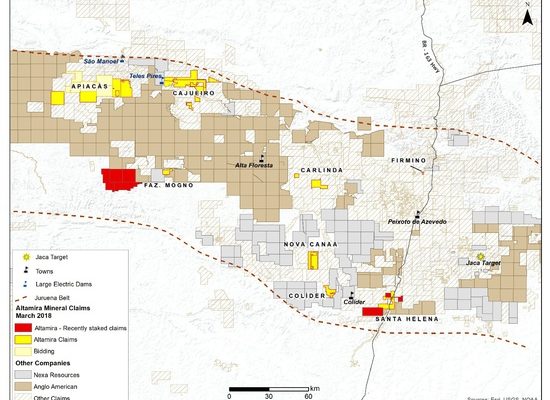 N
BR - 163 HWY
São Manoel
Teles Pires
APIACÁS
CAJUEIRO
Alta Floresta
FIRMINO
CARLINDA
FAZ. MOGNO
Peixoto de Azevedo
NOVA CANAA
Jaca Target
COLIDER
Colider
SANTA HELENA
Jaca Target
Towns
Large Electric Dams
Juruena Belt
Altamira Mineral Claims
March 2018
Altamira - Recently staked claims
Altamira Claims
Bidding
Other Companies
Nexa Resources
Anglo American
Other Claims
0 30 60
km
Sources: Esri, USGS, NOAA